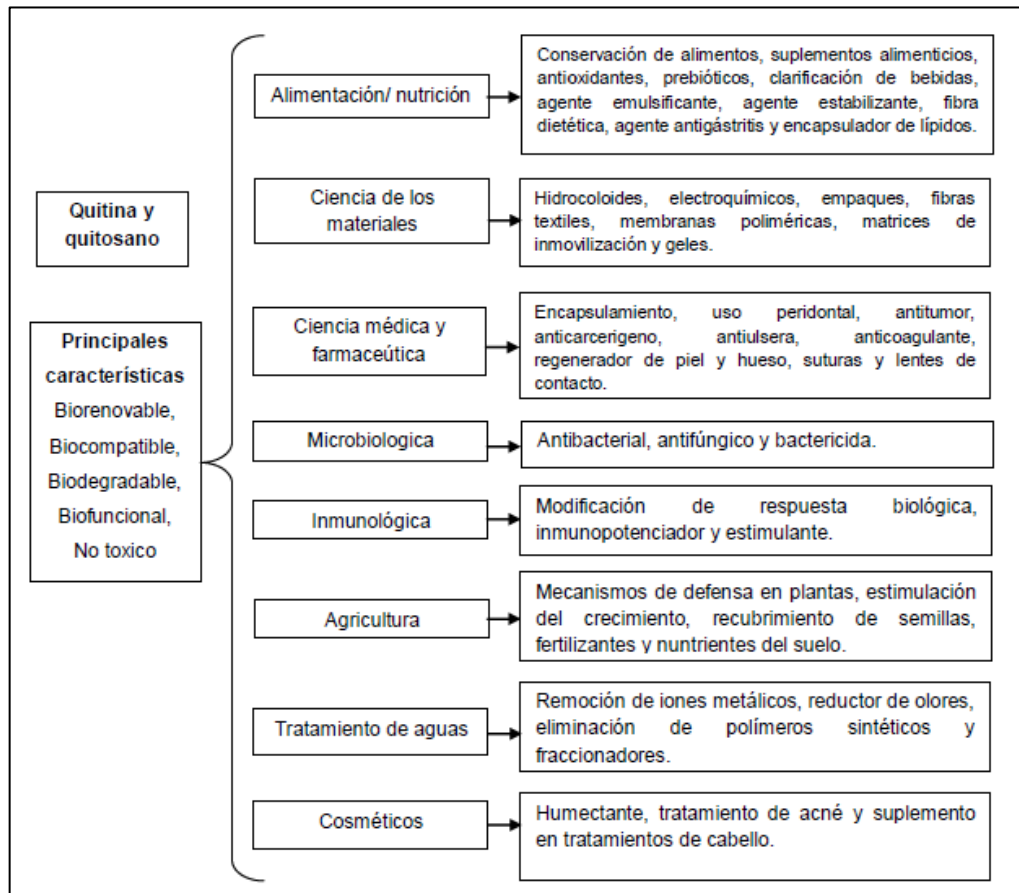 Quitina y
quitosano
Principales
características
Biorenovable,
Biocompatible,
Biodegradable,
Biofuncional,
No toxico
Alimentación/ nutrición
Conservación de alimentos, suplementos alimenticios,
antioxidantes, prebióticos, clarificación de bebidas,
agente emulsificante, agente estabilizante, fibra
dietética, agente antigástritis y encapsulador de lípidos.
Ciencia de los
materiales
Hidrocoloides, electroquímicos, empaques, fibras
textiles, membranas poliméricas, matrices de
inmovilización y geles.
Ciencia médica y
farmaceútica
Encapsulamiento, uso peridontal, antitumor,
anticarcerigeno, antiulsera, anticoagulante,
regenerador de piel y hueso, suturas y lentes de
contacto.
Microbiologica
Antibacterial, antifúngico y bactericida.
Inmunológica
Modificación de respuesta biológica,
inmunopotenciador y estimulante.
Agricultura
Mecanismos de defensa en plantas, estimulación
del crecimiento, recubrimiento de semillas,
fertilizantes y nuntrientes del suelo.
Tratamiento de aguas
Remoción de iones metálicos, reductor de olores,
eliminación de polímeros sintéticos y
fraccionadores.
Cosméticos
Humectante, tratamiento de acné y suplemento
en tratamientos de cabello.